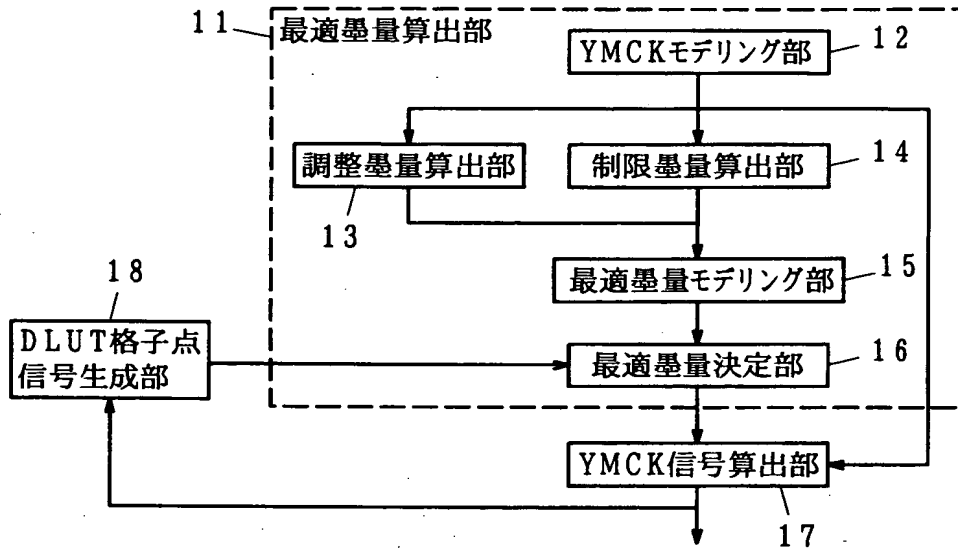 11
最適墨量算出部
YMCKモデリング部
12
調整墨量算出部
13
制限墨量算出部
14
最適墨量モデリング部
15
18
DLUT格子点
信号生成部
最適墨量決定部
16
YMCK信号算出部
17